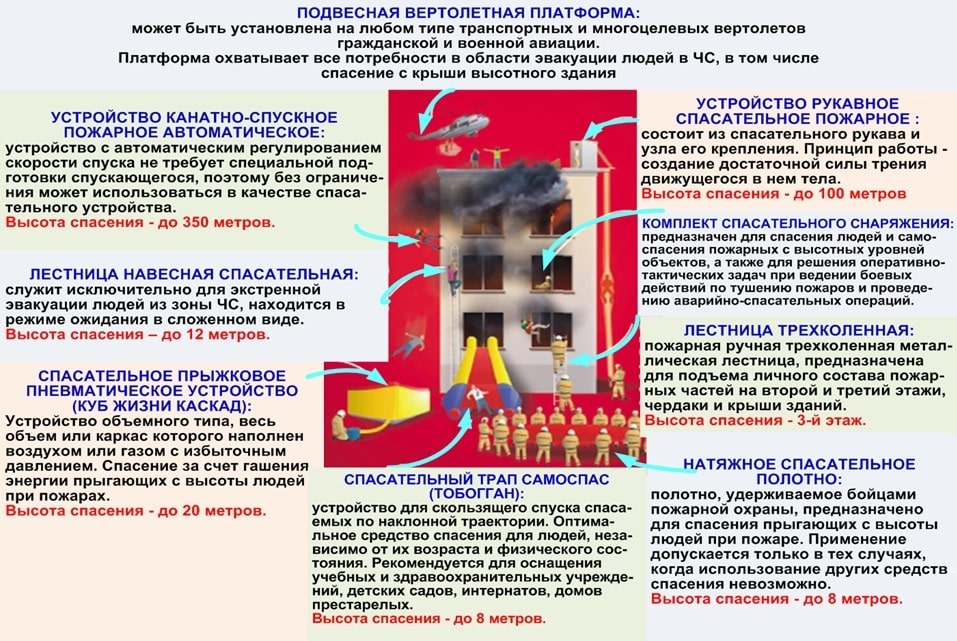 ПОДВЕСНАЯ ВЕРТОЛЕТНАЯ ПЛАТФОРМА:
может быть установлена на любом типе транспортных и многоцелевых вертолетов
гражданской и военной авиации.
Платформа охватывает все потребности в области эвакуации людей в ЧС, в том числе
спасение с крыши высотного здания
УСТРОЙСТВО КАНАТНО-СПУСКНОЕ
ПОЖАРНОЕ АВТОМАТИЧЕСКОЕ:
устройство с автоматическим регулированием
скорости спуска не требует специальной под-
готовки спускающегося, поэтому без ограниче-
ния может использоваться в качестве спаса-
тельного устройства.
Высота спасения - до 350 метров.
ЛЕСТНИЦА НАВЕСНАЯ СПАСАТЕЛЬНАЯ:
служит исключительно для экстренной
эвакуации людей из зоны ЧС, находится в
режиме ожидания в сложенном виде.
Высота спасения – до 12 метров.
СПАСАТЕЛЬНОЕ ПРЫЖКОВОЕ
ПНЕВМАТИЧЕСКОЕ УСТРОЙСТВО
(КУБ ЖИЗНИ КАСКАД):
Устройство объемного типа, весь
объем или каркас которого наполнен
воздухом или газом с избыточным
давлением. Спасение за счет гашения
энергии прыгающих с высоты людей
при пожарах.
Высота спасения - до 20 метров.
СПАСАТЕЛЬНЫЙ ТРАП САМОСПАС
(ТОБОГГАН):
устройство для скользящего спуска спаса-
емых по наклонной траектории. Оптима-
льное средство спасения для людей, неза-
висимо от их возраста и физического сос-
тояния. Рекомендуется для оснащения
учебных и здравоохранительных учрежде-
ний, детских садов, интернатов, домов
престарелых.
Высота спасения - до 8 метров.
УСТРОЙСТВО РУКАВНОЕ
СПАСАТЕЛЬНОЕ ПОЖАРНОЕ :
состоит из спасательного рукава и
узла его крепления. Принцип работы -
создание достаточной силы трения
движущегося в нем тела.
Высота спасения - до 100 метров
КОМПЛЕКТ СПАСАТЕЛЬНОГО СНАРЯЖЕНИЯ:
предназначен для спасения людей и само-
спасения пожарных с высотных уровней
объектов, а также для решения оперативно-
тактических задач при ведении боевых
действий по тушению пожаров и проведе-
нию аварийно-спасательных операций.
ЛЕСТНИЦА ТРЕХКОЛЕННАЯ:
пожарная ручная трехколенная метал-
лическая лестница, предназначена
для подъема личного состава пожар-
ных частей на второй и третий этажи,
чердаки и крыши зданий.
Высота спасения - 3-й этаж.
НАТЯЖНОЕ СПАСАТЕЛЬНОЕ
ПОЛОТНО:
полотно, удерживаемое бойцами
пожарной охраны, предназначено
для спасения прыгающих с высоты
людей при пожаре. Применение
допускается только в тех случаях,
когда использование других средств
спасения невозможно.
Высота спасения - до 8 метров.